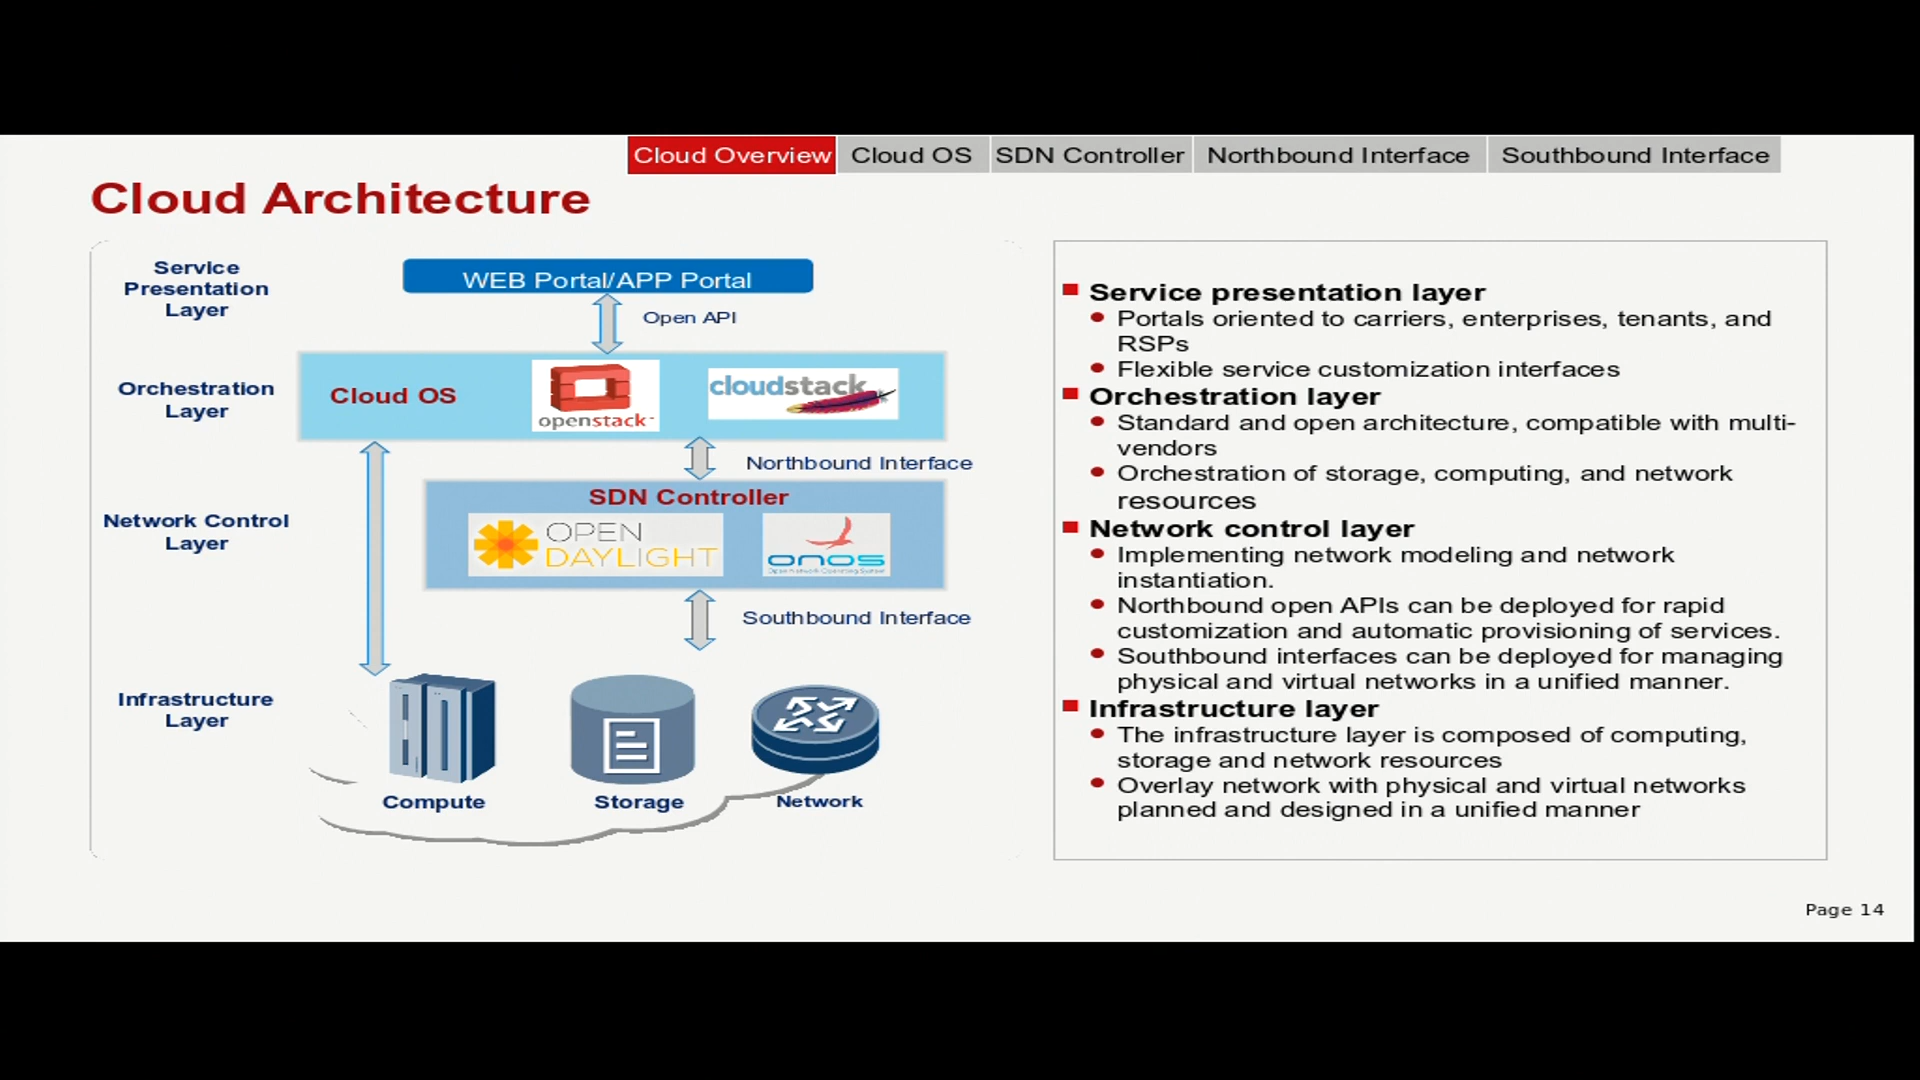 Cloud Overview
Cloud OS
SDN Controller
Northbound Interface
Southbound Interface
Cloud Architecture
Service
Presentation
Layer
WEB Portal/APP Portal
Open API
Orchestration
Layer
Cloud OS
openstack
cloudstack
Northbound Interface
Network Control
Layer
SDN Controller
OPEN
DAYLIGHT
onos
Open Network Operating System
Southbound Interface
Infrastructure
Layer
Compute
Storage
Network
Service presentation layer
Portals oriented to carriers, enterprises, tenants, and
RSPs
Flexible service customization interfaces
Orchestration layer
Standard and open architecture, compatible with multi-
vendors
Orchestration of storage, computing, and network
resources
Network control layer
Implementing network modeling and network
instantiation.
Northbound open APIs can be deployed for rapid
customization and automatic provisioning of services.
Southbound interfaces can be deployed for managing
physical and virtual networks in a unified manner.
Infrastructure layer
The infrastructure layer is composed of computing,
storage and network resources
Overlay network with physical and virtual networks
planned and designed in a unified manner
Page 14